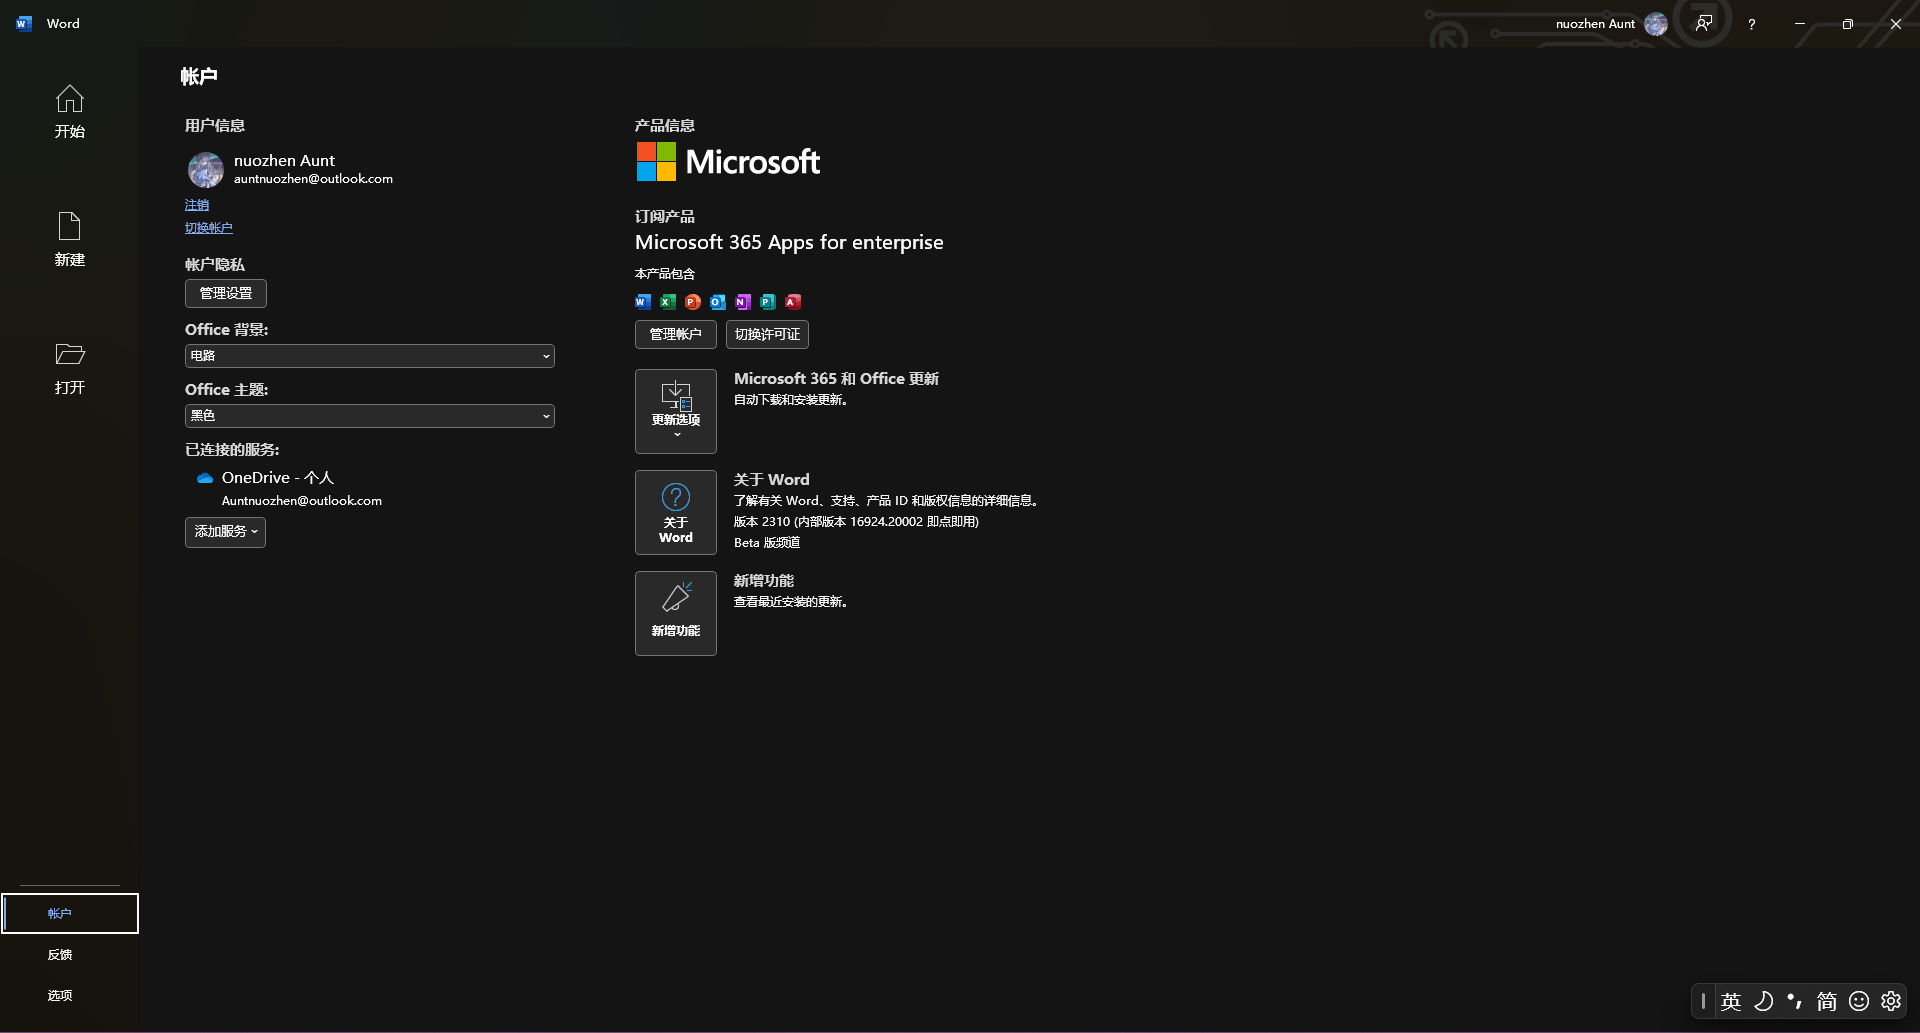 Word
nuozhen Aunt
开始
新建
打开
帐户
反馈
选项
帐户
用户信息
nuozhen Aunt
auntnuozhen@outlook.com
注销
切换帐户
帐户隐私
管理设置
Office 背景:
电路
Office 主题:
黑色
已连接的服务:
OneDrive - 个人
Auntnuozhen@outlook.com
添加服务
产品信息
Microsoft
订阅产品
Microsoft 365 Apps for enterprise
本产品包含
W X P O N P A
管理帐户 切换许可证
更新选项
Microsoft 365 和 Office 更新
自动下载和安装更新。
关于
Word
关于 Word
了解有关 Word、支持、产品 ID 和版权信息的详细信息。
版本 2310 (内部版本 16924.20002 即点即用)
Beta 版频道
新增功能
新增功能
查看最近安装的更新。
英 简